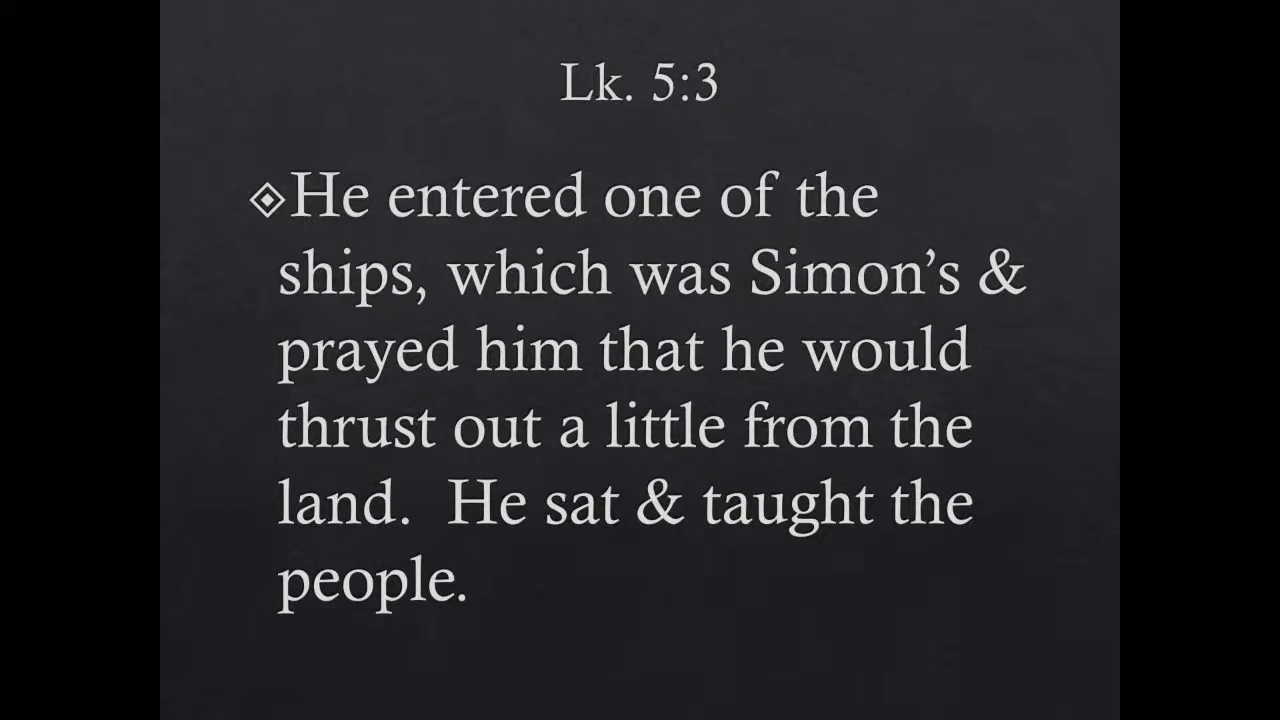 Lk. 5:3
He entered one of the
ships, which was Simon’s &
prayed him that he would
thrust out a little from the
land.  He sat & taught the
people.